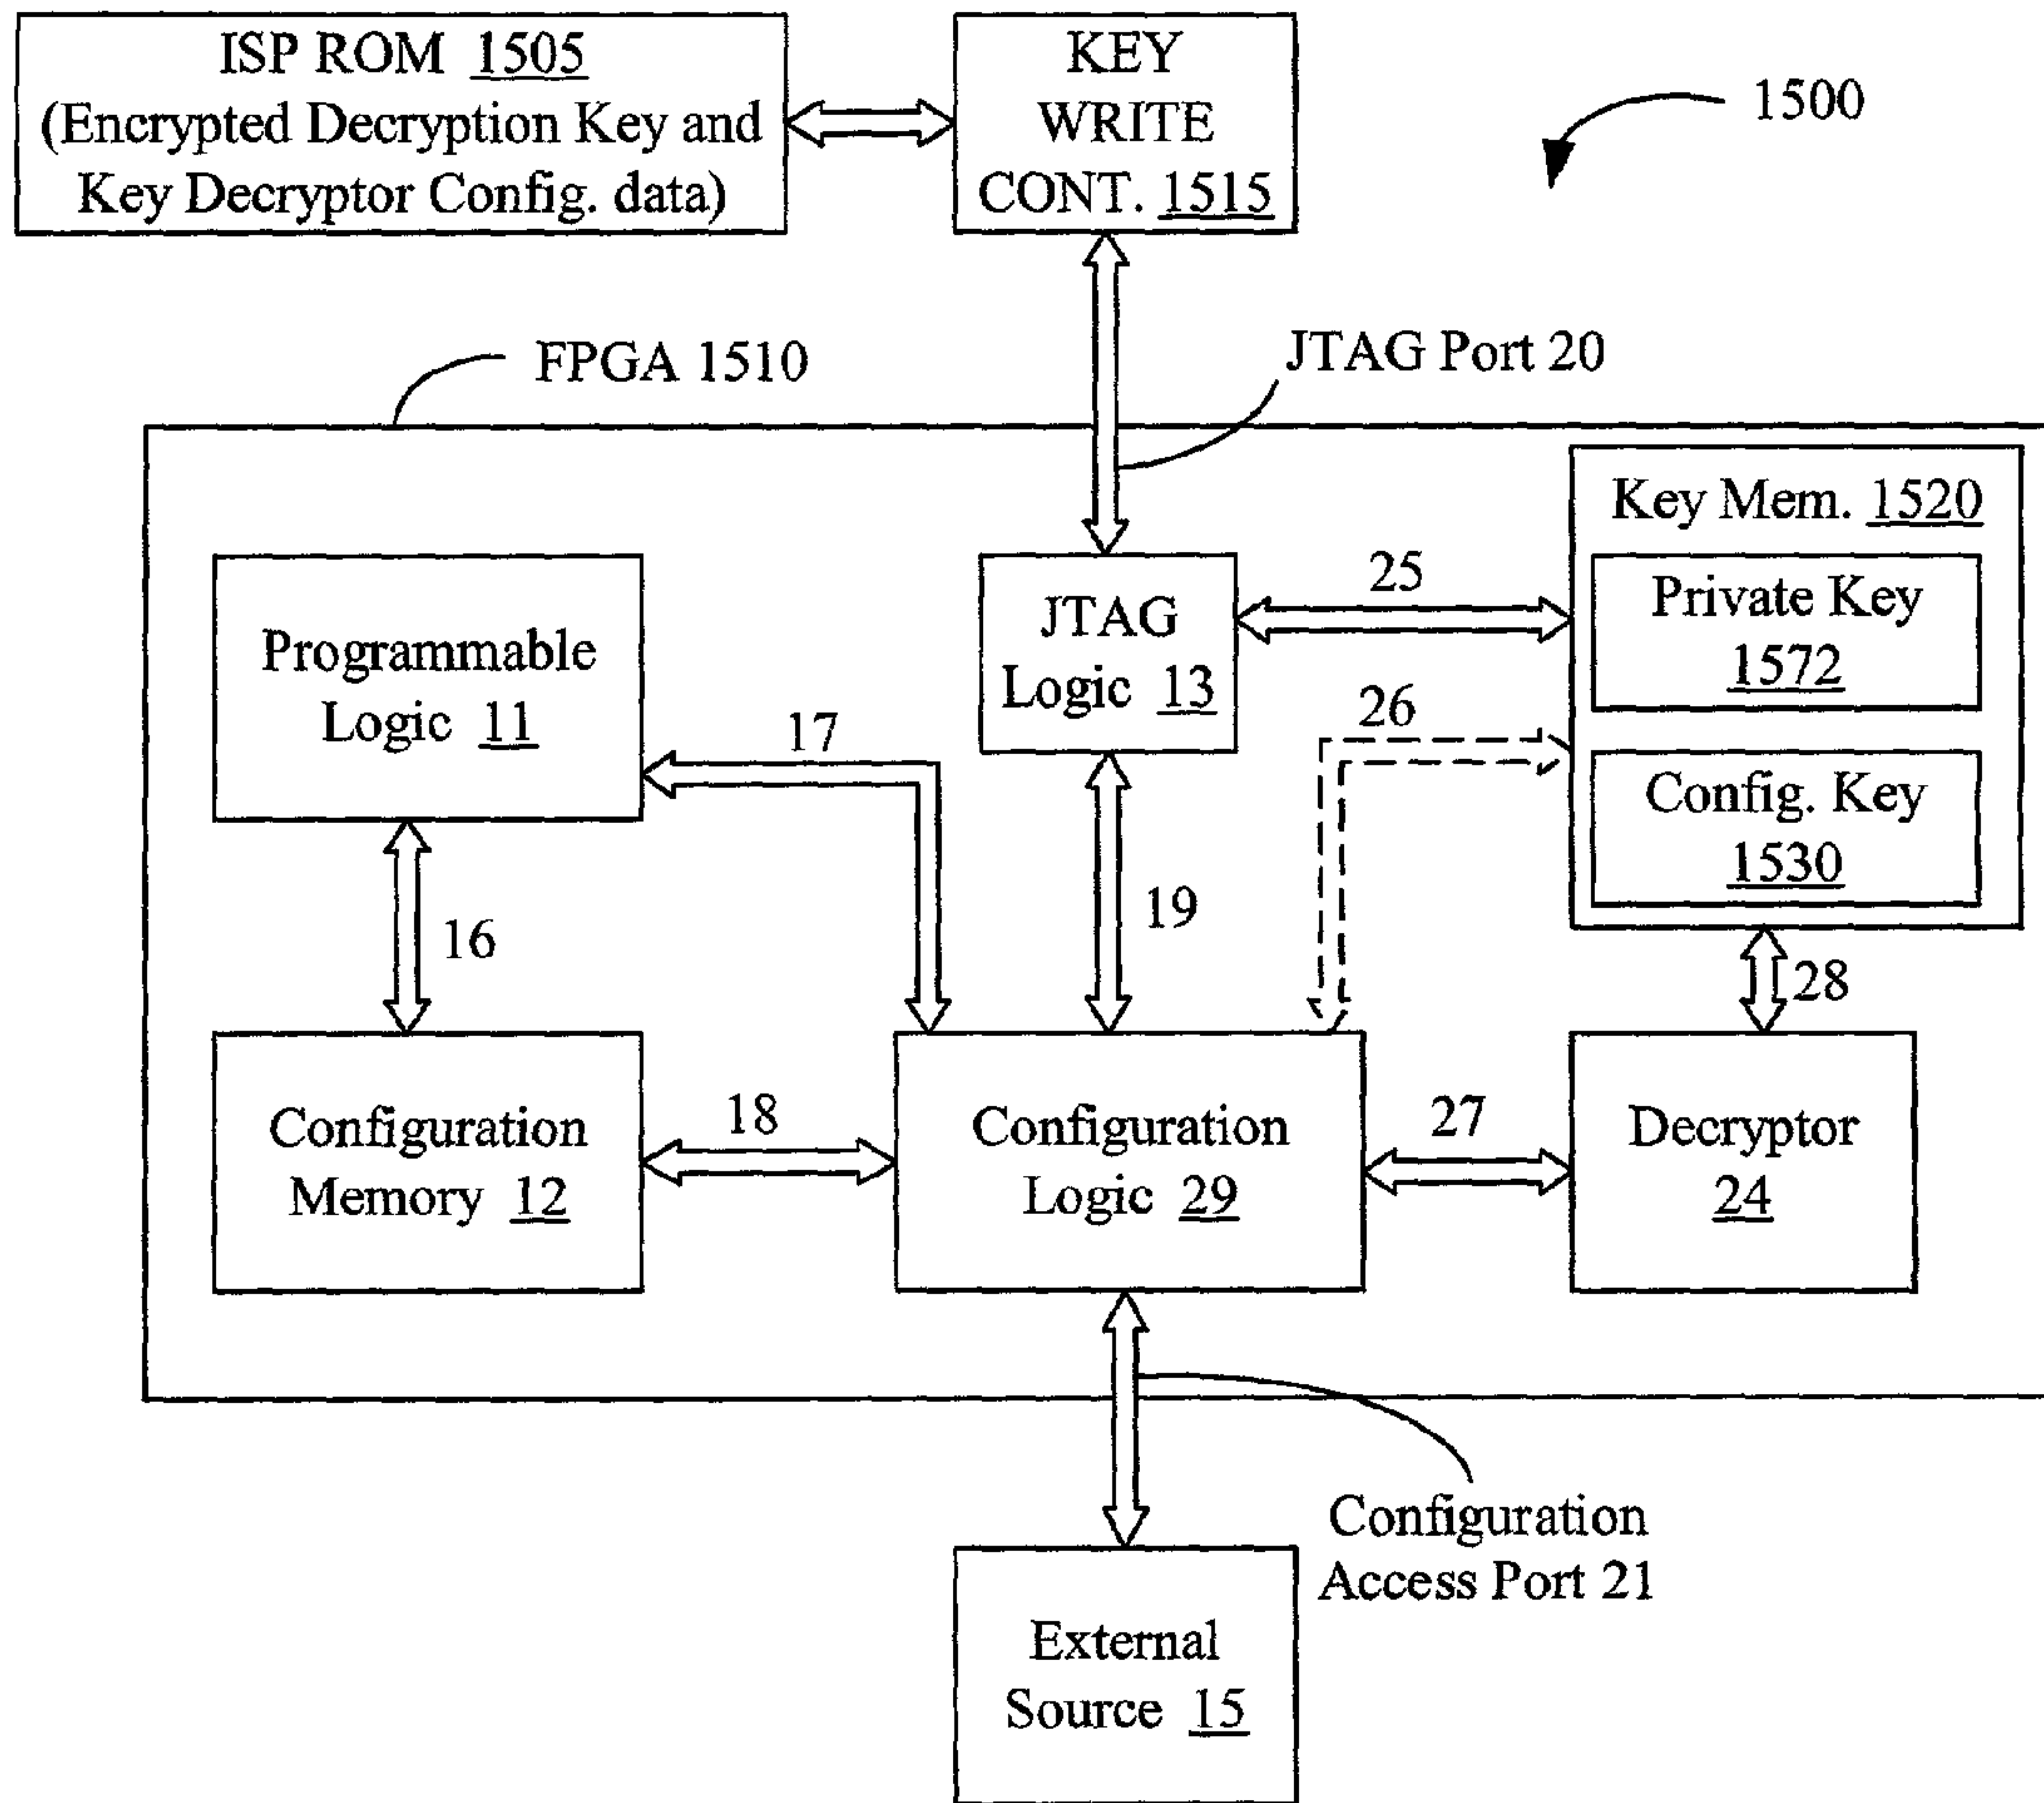 ISP ROM 1505
(Encrypted Decryption Key and
Key Decryptor Config. data)
KEY
WRITE
CONT. 1515
1500
FPGA 1510
JTAG Port 20
Key Mem. 1520
Private Key
1572
Config. Key
1530
Programmable
Logic 11
JTAG
Logic 13
25
26
17
16
19
28
Configuration
Memory 12
18
Configuration
Logic 29
27
Decryptor
24
Configuration
Access Port 21
External
Source 15